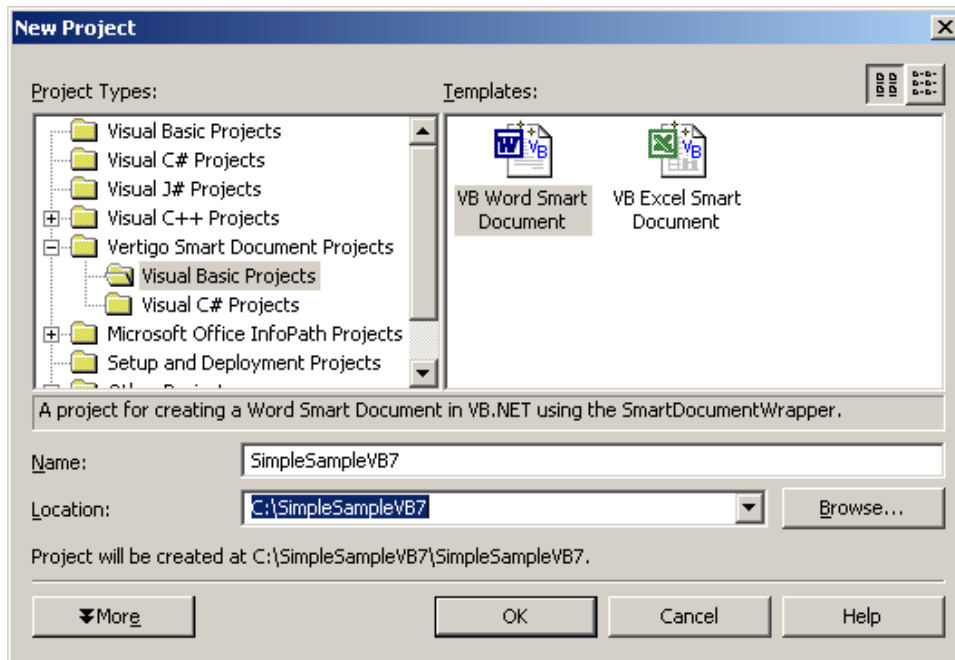 New Project
Project Types:
Templates:
Visual Basic Projects
Visual C# Projects
Visual J# Projects
Visual C++ Projects
Vertigo Smart Document Projects
Visual Basic Projects
Visual C# Projects
Microsoft Office InfoPath Projects
Setup and Deployment Projects
VB Word Smart
Document
VB Excel Smart
Document
A project for creating a Word Smart Document in VB.NET using the SmartDocumentWrapper.
Name:
SimpleSampleVB7
Location:
C:\SimpleSampleVB7
Browse...
Project will be created at C:\SimpleSampleVB7\SimpleSampleVB7.
More
OK
Cancel
Help